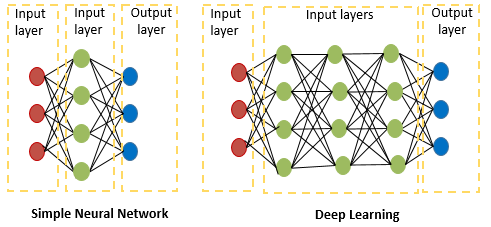 Input
layer
Input
layer
Output
layer
Input
layer
Input layers
Output
layer
Simple Neural Network
Deep Learning